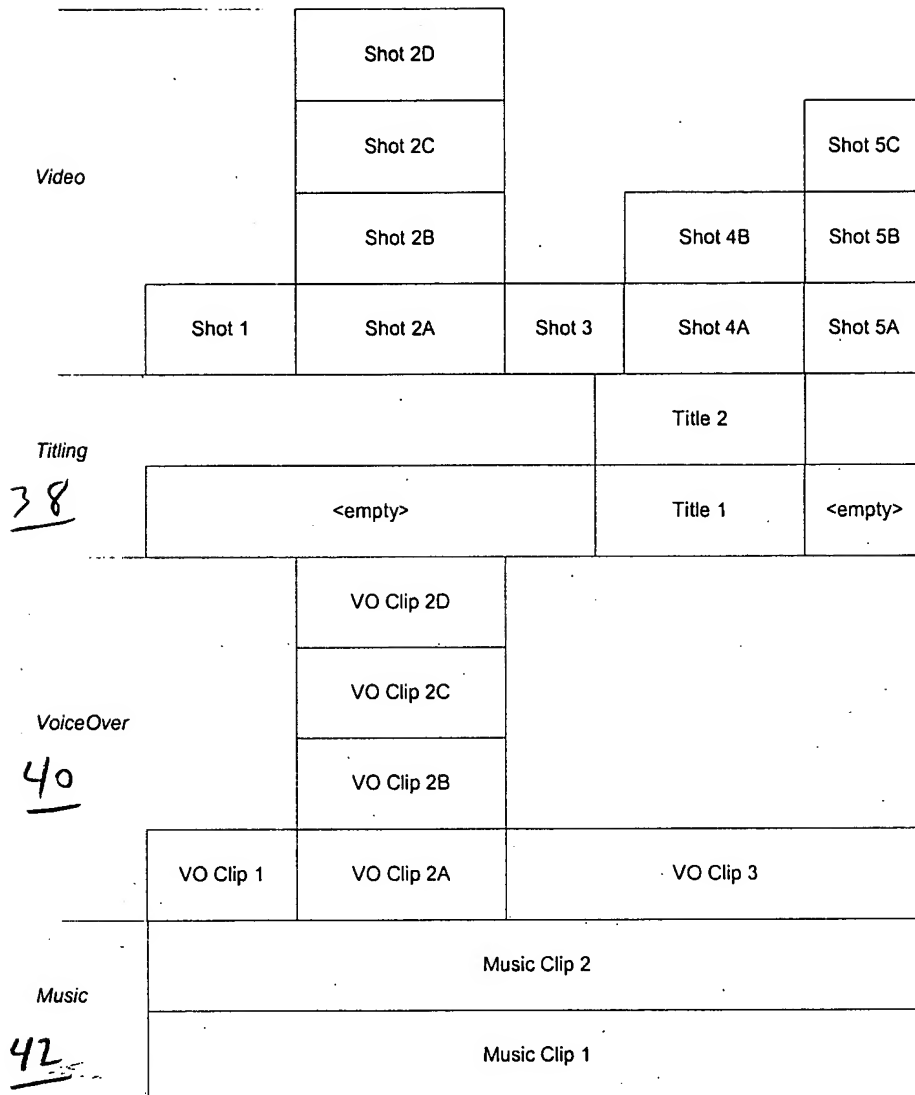 Shot 2D
Video
Shot 2C
Shot 5C
Shot 2B
Shot 4B
Shot 5B
Shot 1
Shot 2A
Shot 3
Shot 4A
Shot 5A
Titling
38
Title 2
<empty>
Title 1
<empty>
VO Clip 2D
VO Clip 2C
VoiceOver
40
VO Clip 2B
VO Clip 1
VO Clip 2A
VO Clip 3
Music
42
Music Clip 2
Music Clip 1